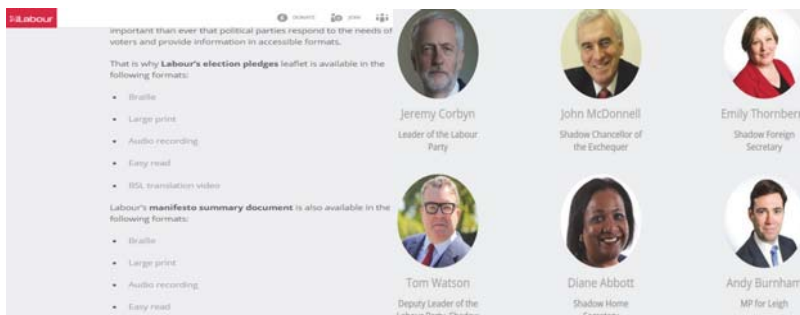 Labour
DONATE
JOIN
important than ever that political parties respond to the needs of
voters and provide information in accessible formats.
That is why Labour's election pledges leaflet is available in the
following formats:
• Braille
• Large print
• Audio recording
• Easy read
• BSL translation video
Labour's manifesto summary document is also available in the
following formats:
• Braille
• Large print
• Audio recording
• Easy read
Jeremy Corbyn
Leader of the Labour
Party
John McDonnell
Shadow Chancellor of
the Exchequer
Emily Thornberr
Shadow Foreign
Secretary
Tom Watson
Deputy Leader of the
Labour Party, Shadow
Diane Abbott
Shadow Home
Secretary
Andy Burnham
MP for Leigh